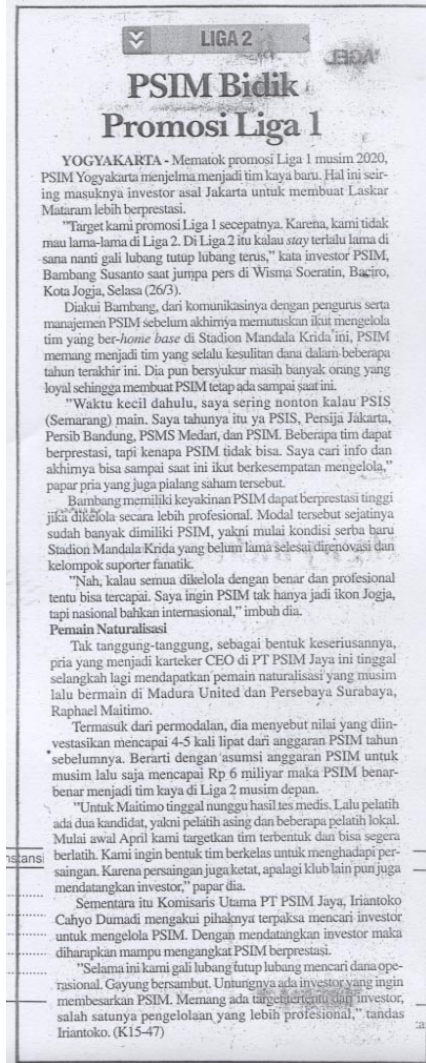 LIGA 2
PSIM Bidik
Promosi Liga 1
YOGYAKARTA - Mematok promosi Liga 1 musim 2020,
PSIM Yogyakarta menjelma menjadi tim kaya baru. Hal ini seir-
ing masuknya investor asal Jakarta untuk membuat Laskar
Mataram lebih berprestasi.
"Target kami promosi Liga 1 secepatnya. Karena, kami tidak
mau lama-lama di Liga 2. Di Liga 2 itu kalau stay terlalu lama di
sana nanti gali lubang tutup lubang terus," kata investor PSIM,
Bambang Susanto saat jumpa pers di Wisma Soeratin, Baciro,
Kota Jogja, Selasa (26/3).
Diakui Bambang, dari komunikasinya dengan pengurus serta
manajemen PSIM sebelum akhirnya memutuskan ikut mengelola
tim yang ber-home base di Stadion Mandala Krida ini, PSIM
memang menjadi tim yang selalu kesulitan dana dalam beberapa
tahun terakhir ini. Dia pun bersyukur masih banyak orang yang
loyal sehingga membuat PSIM tetap ada sampai saat ini.
"Waktu kecil dahulu, saya sering nonton kalau PSIS
(Semarang) main. Saya tahunya itu ya PSIS, Persija Jakarta,
Persib Bandung, PSMS Medan, dan PSIM. Beberapa tim dapat
berprestasi, tapi kenapa PSIM tidak bisa. Saya cari info dan
akhirnya bisa sampai saat ini ikut berkesempatan mengelola,"
papar pria yang juga pialang saham tersebut.
Bambang memiliki keyakinan PSIM dapat berprestasi tinggi
jika dikelola secara lebih profesional. Modal tersebut sejatinya
sudah banyak dimiliki PSIM, yakni mulai kondisi serba baru
Stadion Mandala Krida yang belum lama selesai direnovasi dan
kelompok suporter fanatik.
"Nah, kalau semua dikelola dengan benar dan profesional
tentu bisa tercapai. Saya ingin PSIM tak hanya jadi ikon Jogja,
tapi nasional bahkan internasional," imbuh dia.
Pemain Naturalisasi
Tak tanggung-tanggung, sebagai bentuk keseriusannya,
pria yang menjadi karteker CEO di PT PSIM Jaya ini tinggal
selangkah lagi mendapatkan pemain naturalisasi yang musim
lalu bermain di Madura United dan Persebaya Surabaya,
Raphael Maitimo.
Termasuk dari permodalan, dia menyebut nilai yang diin-
vestasikan mencapai 4-5 kali lipat dari anggaran PSIM tahun
sebelumnya. Berarti dengan asumsi anggaran PSIM untuk
musim lalu saja mencapai Rp 6 miliyar maka PSIM benar-
benar menjadi tim kaya di Liga 2 musim depan.
"Untuk Maitimo tinggal nunggu hasil tes medis. Lalu pelatih
ada dua kandidat, yakni pelatih asing dan beberapa pelatih lokal.
Mulai awal April kami targetkan tim terbentuk dan bisa segera
berlatih. Kami ingin bentuk tim berkelas untuk menghadapi per-
saingan. Karena persaingan juga ketat, apalagi klub lain pun juga
mendatangkan investor," papar dia.
Sementara itu Komisaris Utama PT PSIM Jaya, Iriantoko
Cahyo Dumadi mengakui pihaknya terpaksa mencari investor
untuk mengelola PSIM. Dengan mendatangkan investor maka
diharapkan mampu mengangkat PSIM berprestasi.
"Selama ini kami gali lubang tutup lubang mencari dana ope-
rasional. Gayung bersambut. Untungnya ada investor yang ingin
membesarkan PSIM. Memang ada target tertentu dari investor,
salah satunya pengelolaan yang lebih profesional," tandas
Iriantoko. (K15-47)